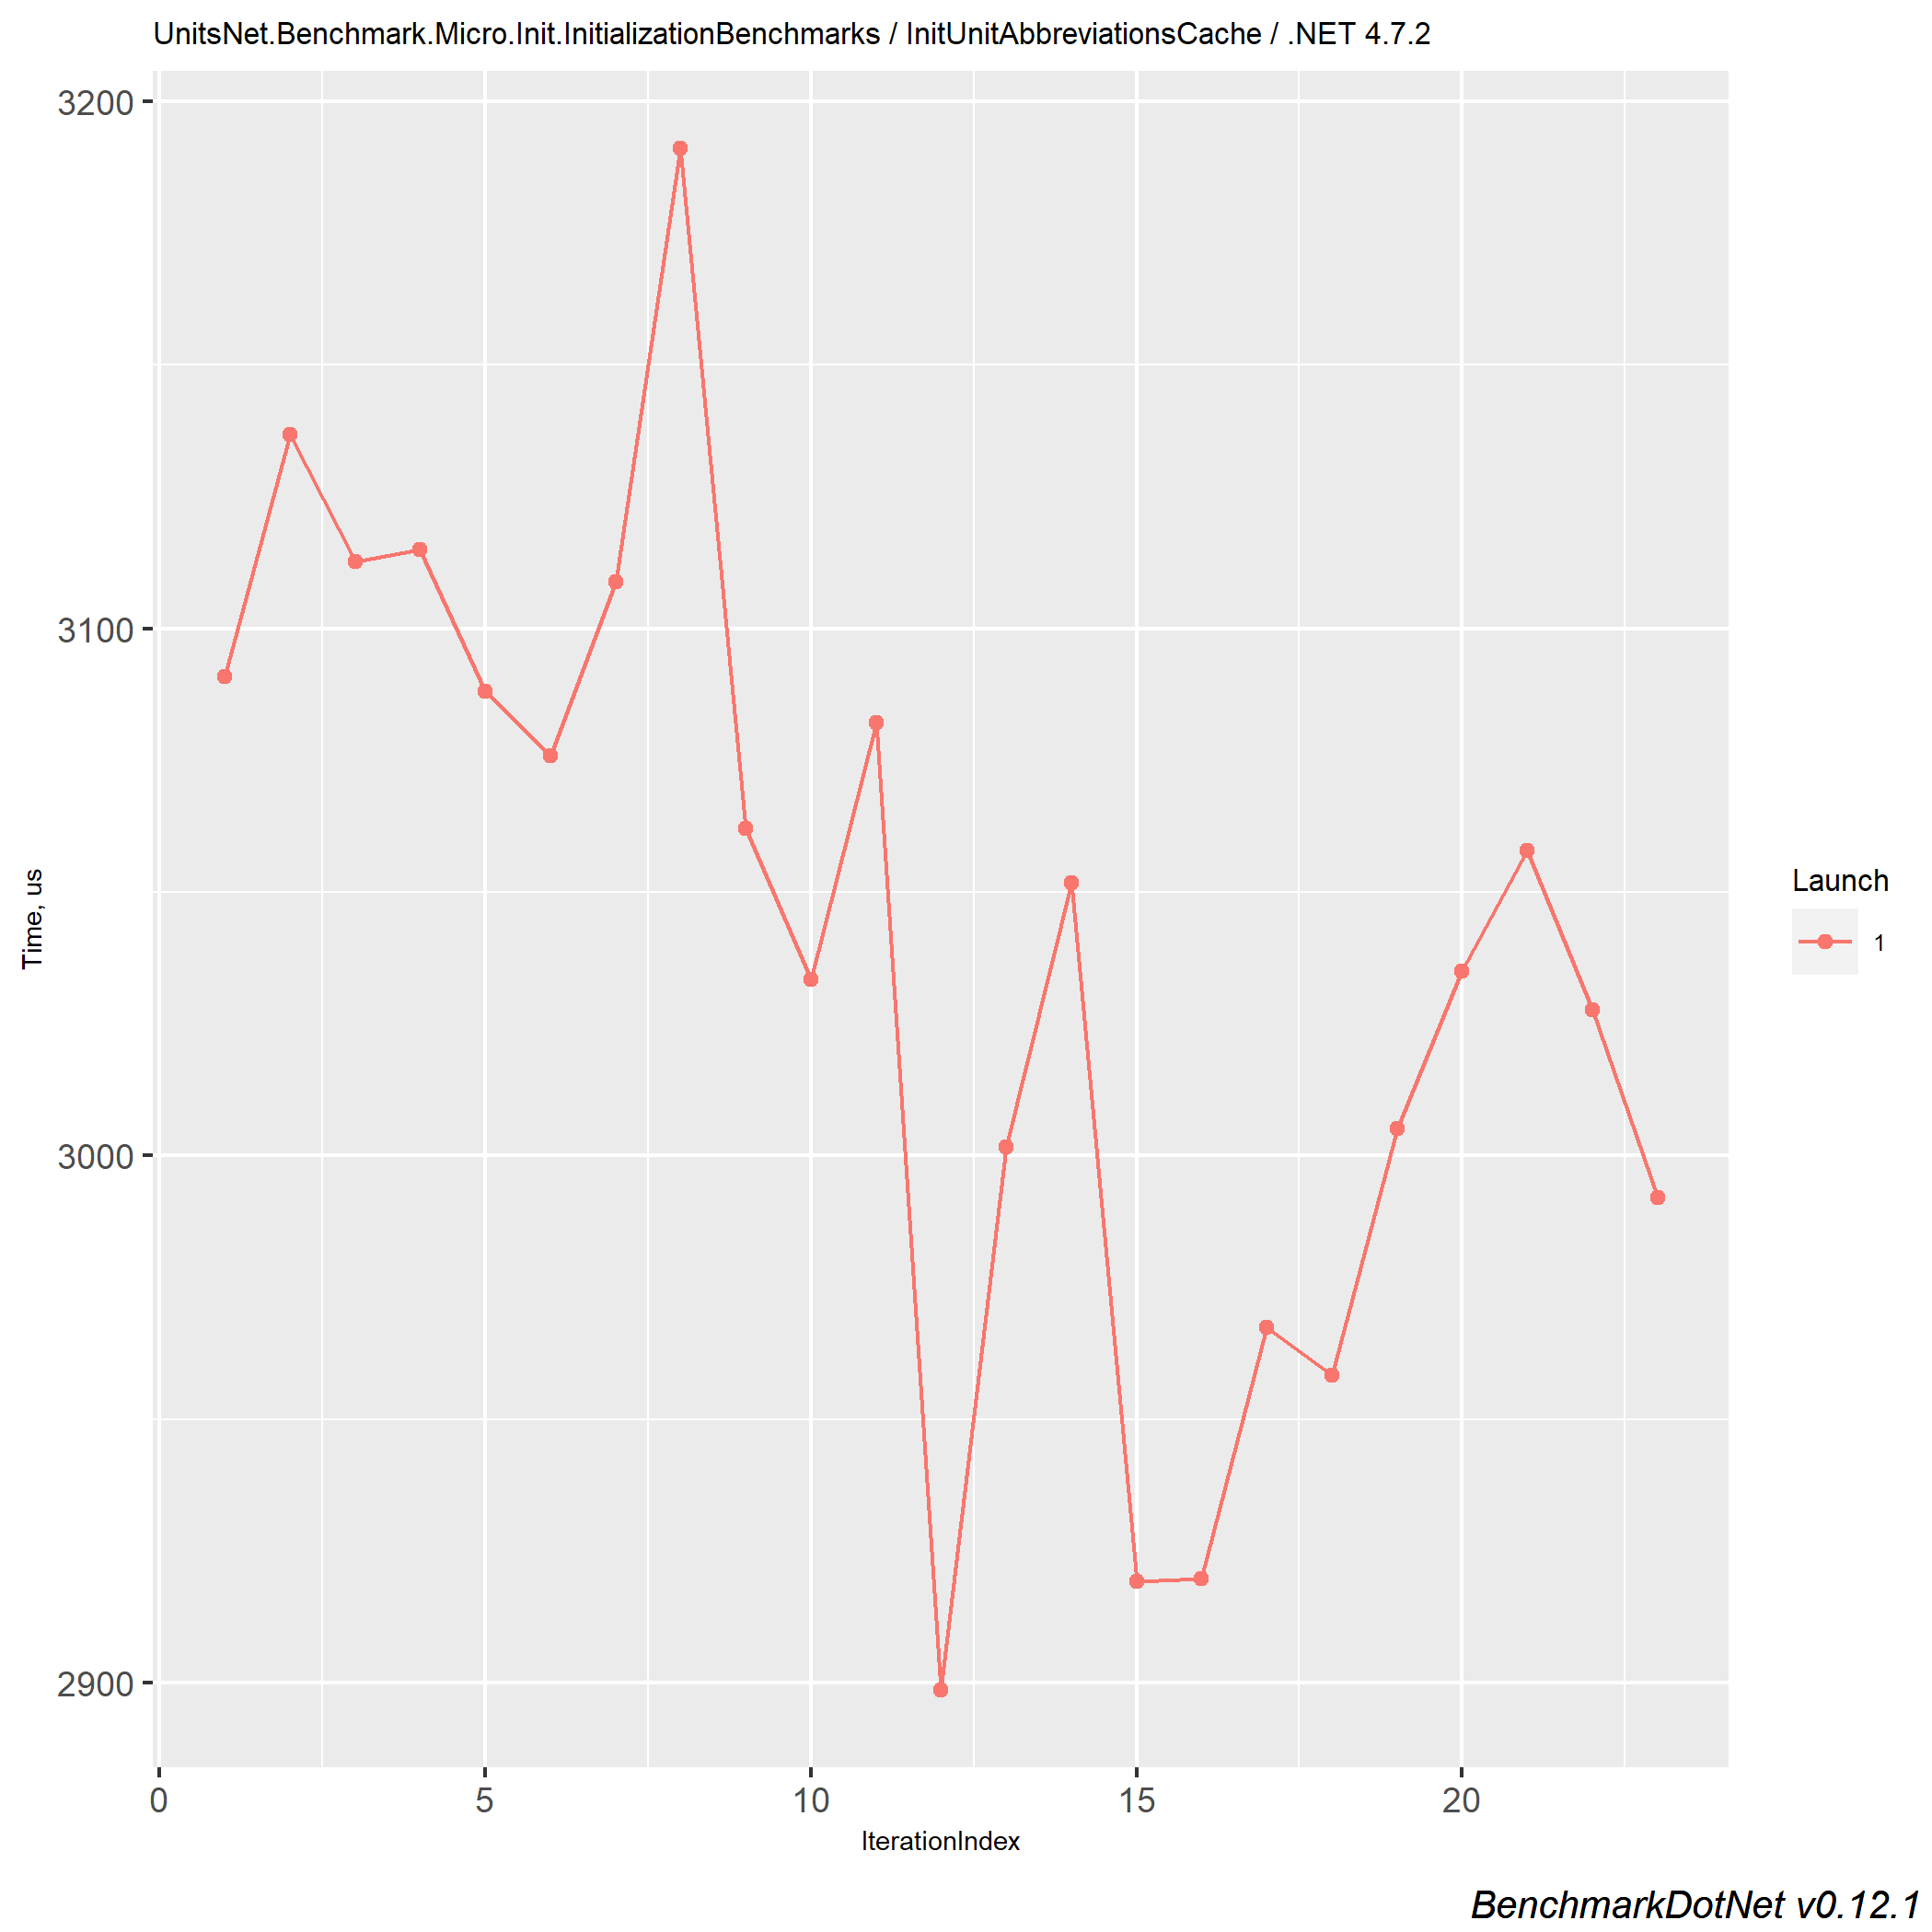 UnitsNet.Benchmark.Micro.Init.InitializationBenchmarks / InitUnitAbbreviationsCache / .NET 4.7.2
3200
3100
3000
2900
Time, us
0 5 10 15 20
IterationIndex
Launch
1
BenchmarkDotNet v0.12.1